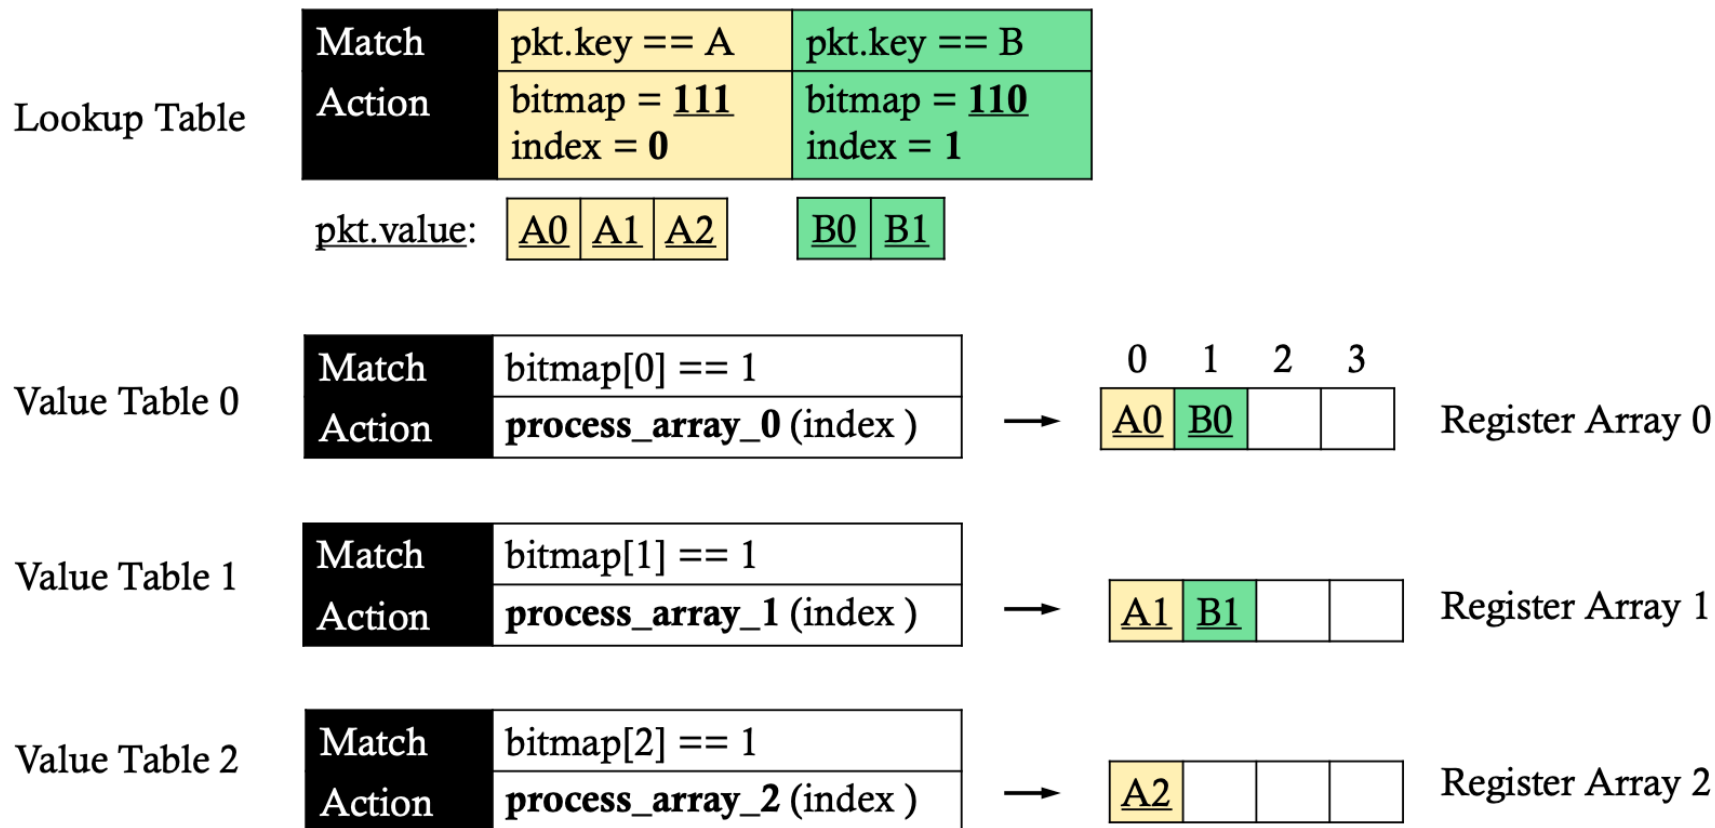 Lookup Table
Match pkt.key == A pkt.key == B
Action bitmap = 111 bitmap = 110
index = 0 index = 1
pkt.value: A0 A1 A2 B0 B1
Value Table 0
Match bitmap[0] == 1
Action process_array_0 (index )
0 1 2 3
A0 B0
Register Array 0
Value Table 1
Match bitmap[1] == 1
Action process_array_1 (index )
A1 B1
Register Array 1
Value Table 2
Match bitmap[2] == 1
Action process_array_2 (index )
A2
Register Array 2